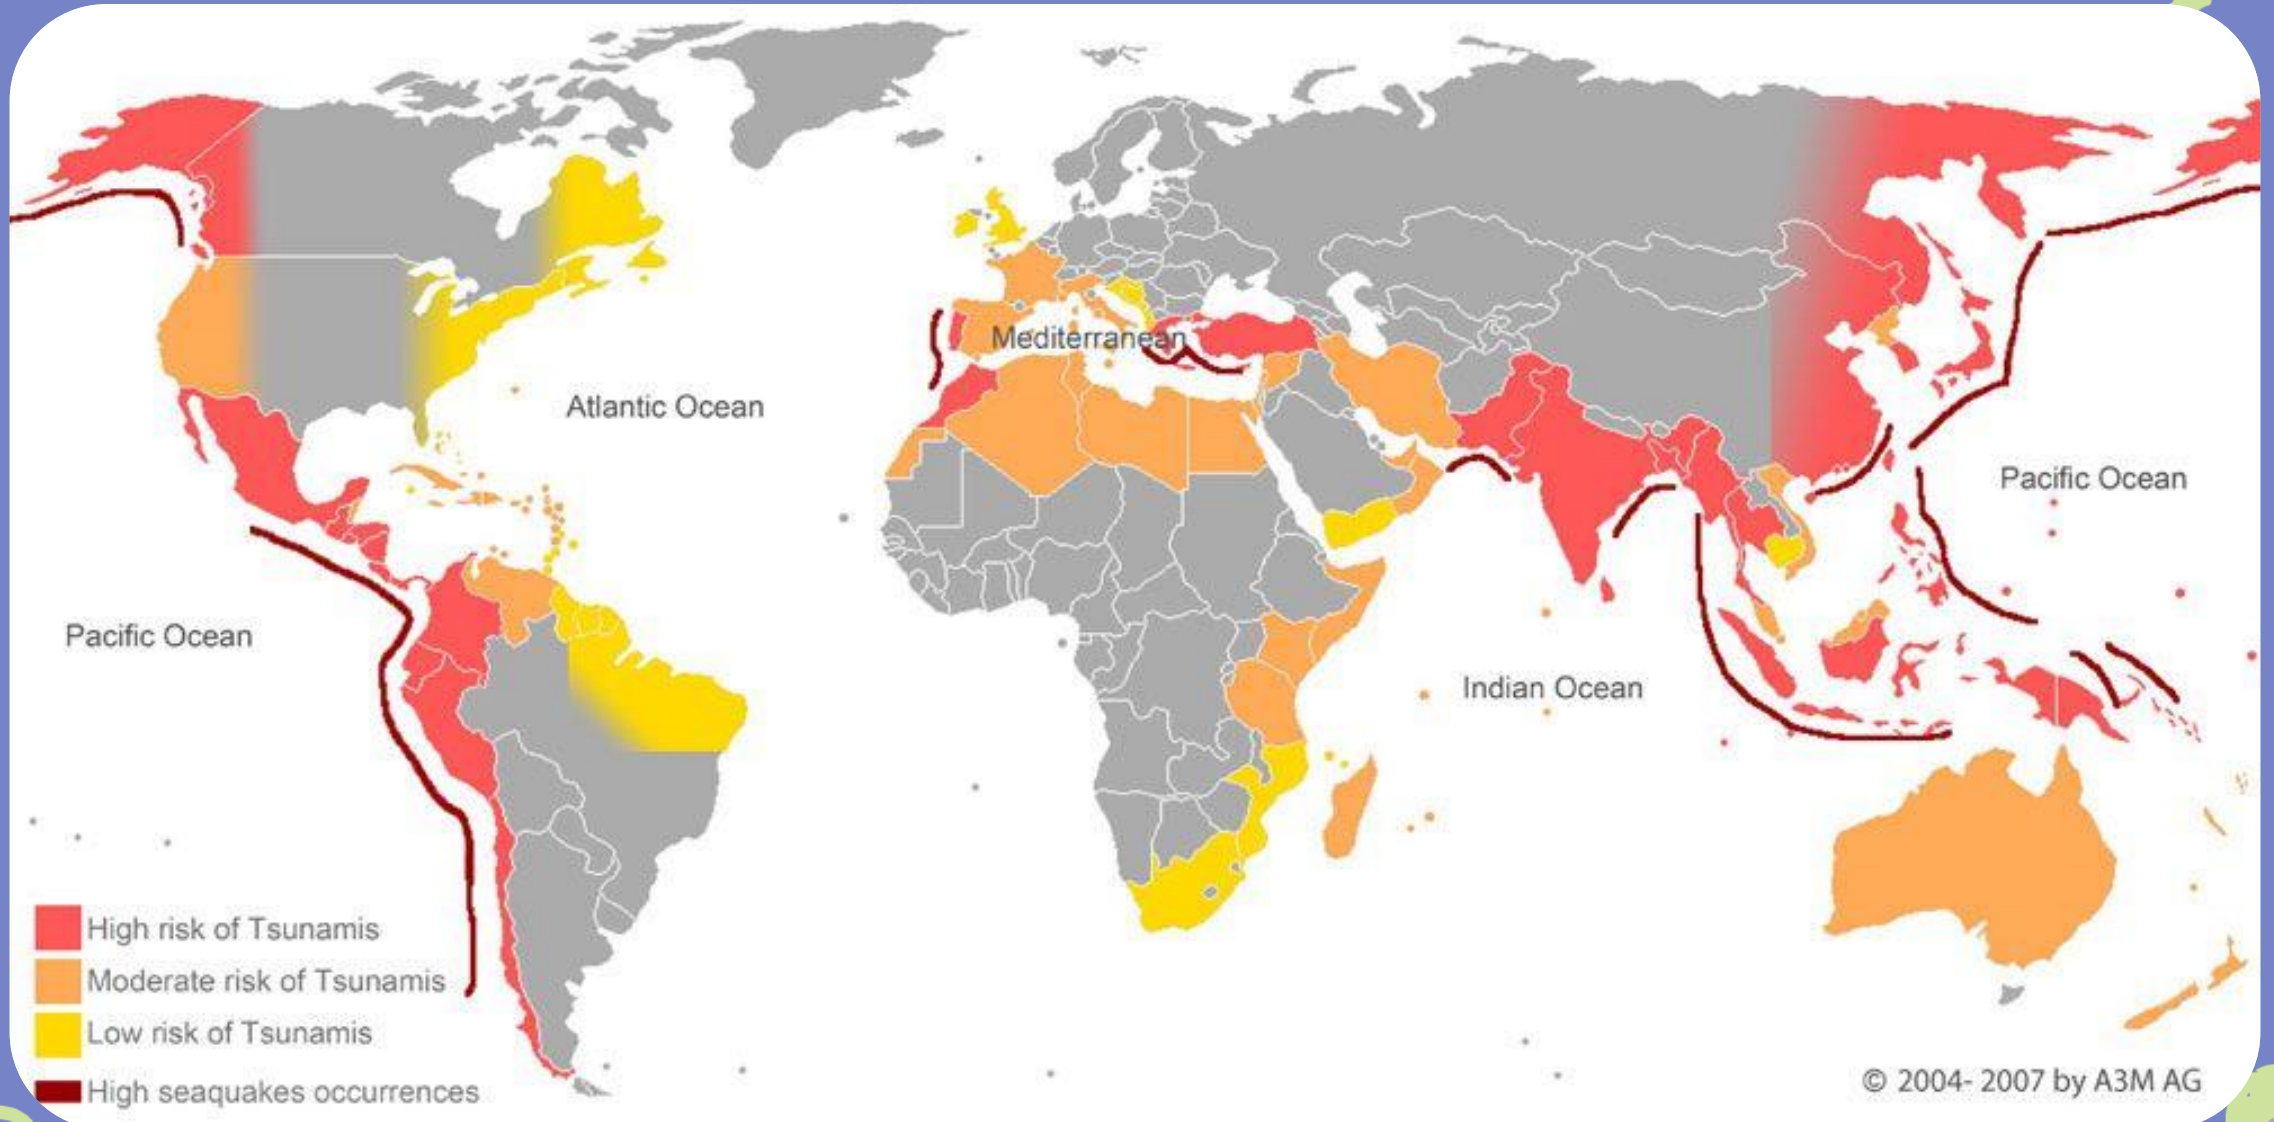 Mediterranean
Atlantic Ocean
Pacific Ocean
Pacific Ocean
Indian Ocean
High risk of Tsunamis
Moderate risk of Tsunamis
Low risk of Tsunamis
High seaquakes occurrences
© 2004- 2007 by A3M AG